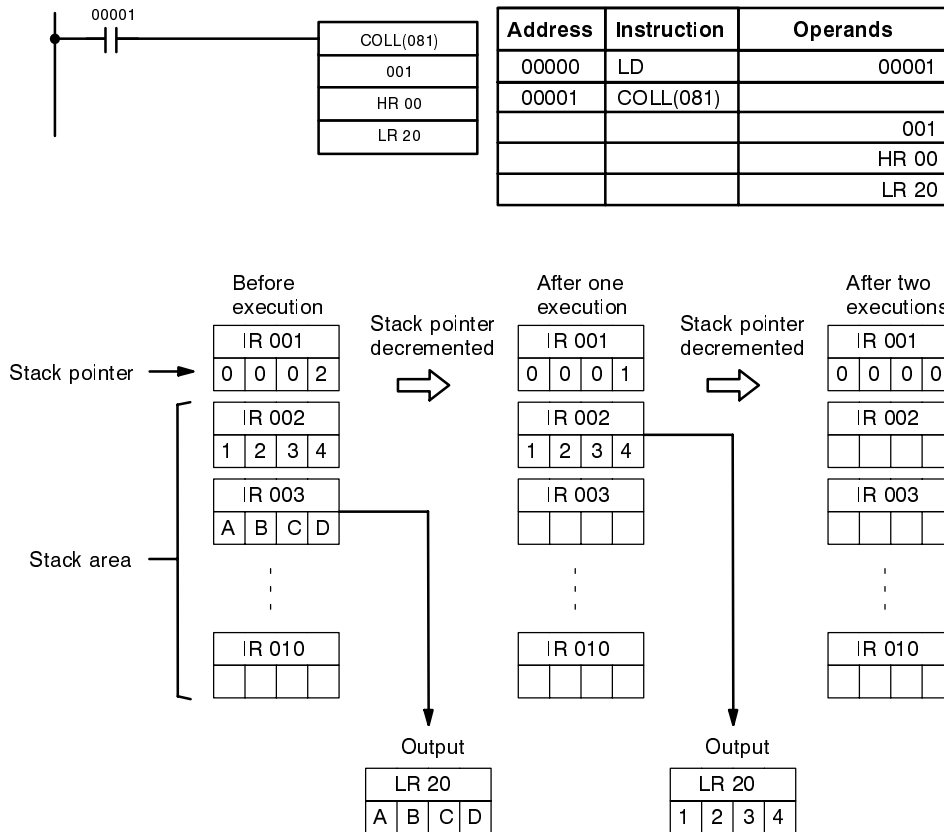 00001
COLL(081)
001
HR 00
LR 20
Address Instruction Operands
00000 LD 00001
00001 COLL(081)
001
HR 00
LR 20
Before execution
After one execution
After two executions
Stack pointer decremented
Stack pointer decremented
Stack pointer
IR 001
0 0 0 2
IR 001
0 0 0 1
IR 001
0 0 0 0
IR 002
1 2 3 4
IR 002
1 2 3 4
IR 002
IR 003
A B C D
IR 003
IR 003
Stack area
IR 010
IR 010
IR 010
Output
LR 20
A B C D
Output
LR 20
1 2 3 4